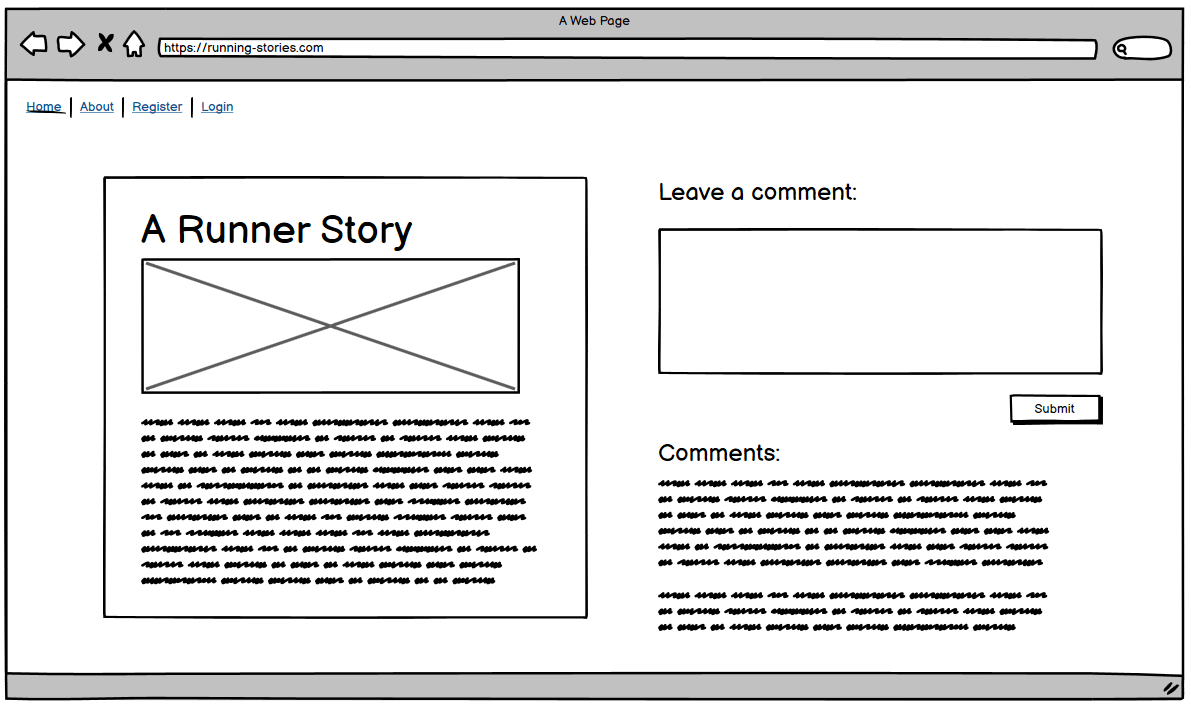 A Web Page
https://running-stories.com
Home | About | Register | Login
A Runner Story
Leave a comment:
Submit
Comments: